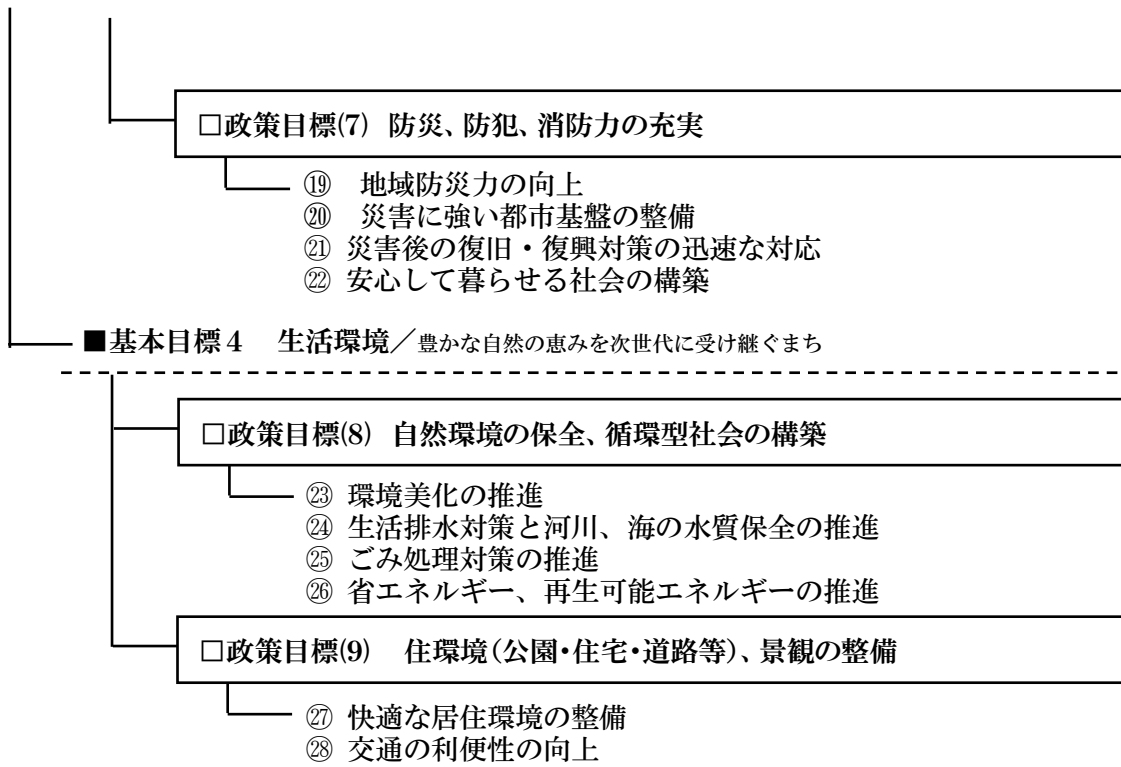 □政策目標(7) 防災、防犯、消防力の充実
⑲ 地域防災力の向上
⑳ 災害に強い都市基盤の整備
㉑ 災害後の復旧・復興対策の迅速な対応
㉒ 安心して暮らせる社会の構築
■基本目標４ 生活環境／豊かな自然の恵みを次世代に受け継ぐまち
□政策目標(8) 自然環境の保全、循環型社会の構築
㉓ 環境美化の推進
㉔ 生活排水対策と河川、海の水質保全の推進
㉕ ごみ処理対策の推進
㉖ 省エネルギー、再生可能エネルギーの推進
□政策目標(9) 住環境(公園・住宅・道路等)、景観の整備
㉗ 快適な居住環境の整備
㉘ 交通の利便性の向上